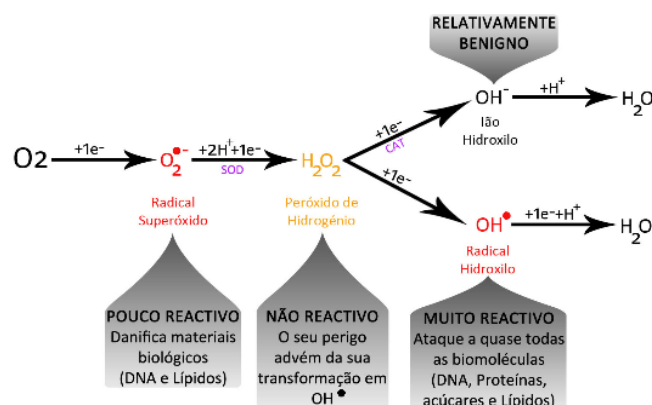 RELATIVAMENTE
BENIGNO
O2
+1e⁻
O₂•⁻
+2H⁺+1e⁻
SOD
H₂O₂
+1e⁻
CAT
OH⁻
+H⁺
H₂O
Ião
Hidroxilo
+1e⁻
OH•
+1e⁻+H⁺
H₂O
Radical
Superóxido
Peróxido de
Hidrogénio
Radical
Hidroxilo
POUCO REACTIVO
Danifica materiais
biológicos
(DNA e Lípidos)
NÃO REACTIVO
O seu perigo
advém da sua
transformação em
OH•
MUITO REACTIVO
Ataque a quase todas
as biomoléculas
(DNA, Proteínas,
açúcares e Lípidos)